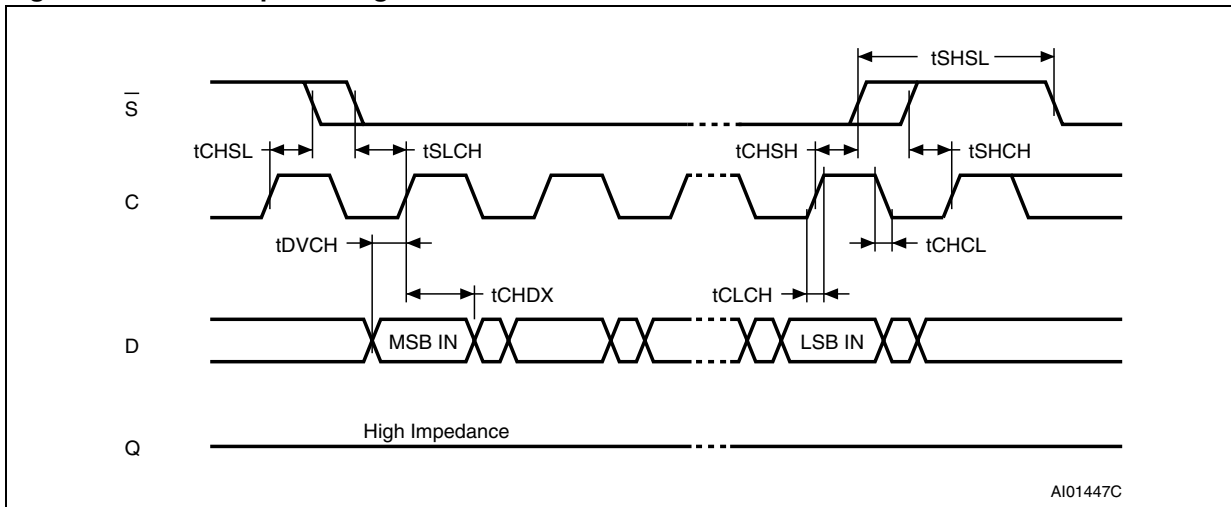 tSHSL
S̅
tCHSL
tSLCH
tCHSH
tSHCH
C
tDVCH
tCHCL
tCHDX
tCLCH
D
MSB IN
LSB IN
High Impedance
Q
AI01447C